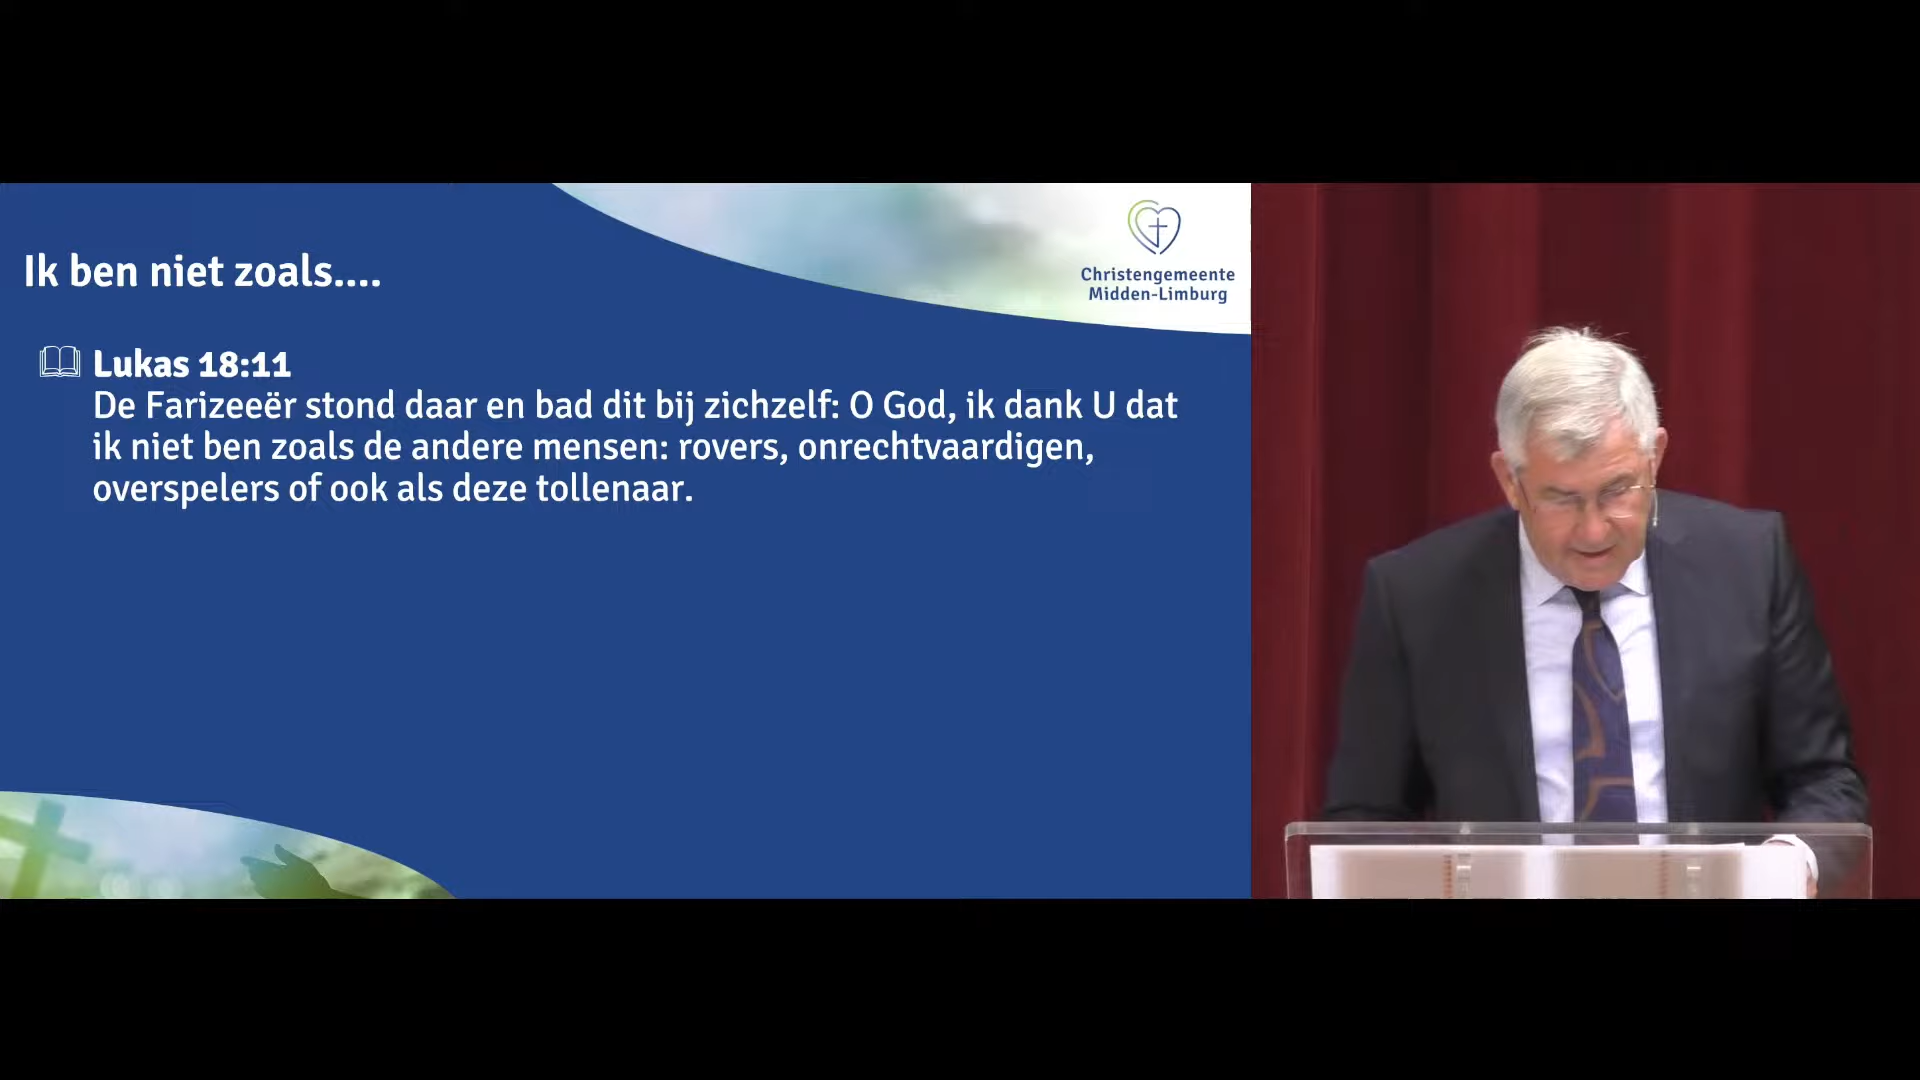 Ik ben niet zoals....
Christengemeente
Midden-Limburg
Lukas 18:11
De Farizeeër stond daar en bad dit bij zichzelf: O God, ik dank U dat
ik niet ben zoals de andere mensen: rovers, onrechtvaardigen,
overspelers of ook als deze tollenaar.